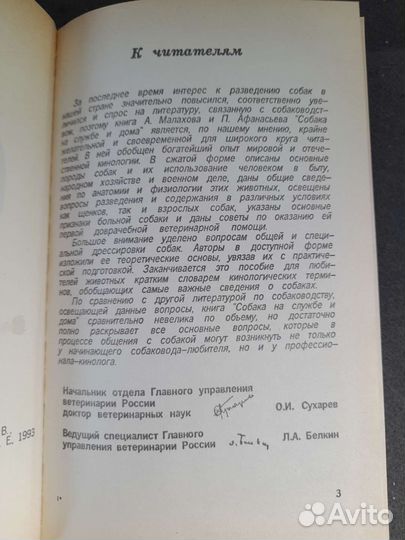 К читателям
За последнее время интерес к разведению собак в
нашей стране значительно повысился, соответственно уве-
личился и спрос на литературу, связанную с собаководст-
вом, поэтому книга А. Малахова и П. Афанасьева "Собака
на службе и дома" является, по нашему мнению, крайне
желательной и своевременной для широкого круга чита-
телей. В ней обобщен богатейший опыт мировой и отече-
ственной кинологии. В сжатой форме описаны основные
породы собак и их использование человеком в быту,
народном хозяйстве и военном деле, даны общие сведе-
ния по анатомии и физиологии этих животных, освещены
вопросы разведения и содержания в различных условиях
как щенков, так и взрослых собак, указаны основные
признаки больной собаки и даны советы по оказанию ей
первой доврачебной ветеринарной помощи.
Большое внимание уделено вопросам общей и специ-
альной дрессировки собак. Авторы в доступной форме
изложили ее теоретические основы, увязав их с практиче-
ской подготовкой. Заканчивается это пособие для люби-
телей животных кратким словарем кинологических терми-
нов, обобщающих самые важные сведения о собаках.
По сравнению с другой литературой по собаководству,
освещающей данные вопросы, книга "Собака на службе и
дома" сравнительно невелика по объему, но достаточно
полно раскрывает все основные вопросы, которые в
процессе общения с собакой могут возникнуть не только
у начинающего собаковода-любителя, но и у профессио-
нала-кинолога.
Начальник отдела Главного управления
ветеринарии России
доктор ветеринарных наук О.И. Сухарев
Ведущий специалист Главного
управления ветеринарии России Л.А. Белкин
В.,
Е, 1993
1*
3
Avito